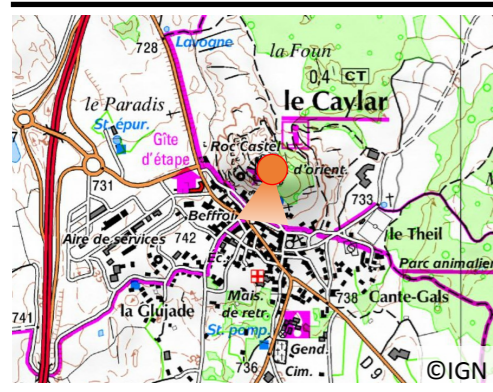 728
Lavogne
la Foun
0,4 CT
le Paradis
le Caylar
St. épur.
Roc Castel
Gîte
d'étape
d'orient.
731
733
Beffroi
Aire de services
742
le Theil
Ec.
Parc animalier
Mais.
de retr.
738
Cante-Gals
la Glujade
741
St. pomp.
Gend.
736
Cim.
D 9
©IGN